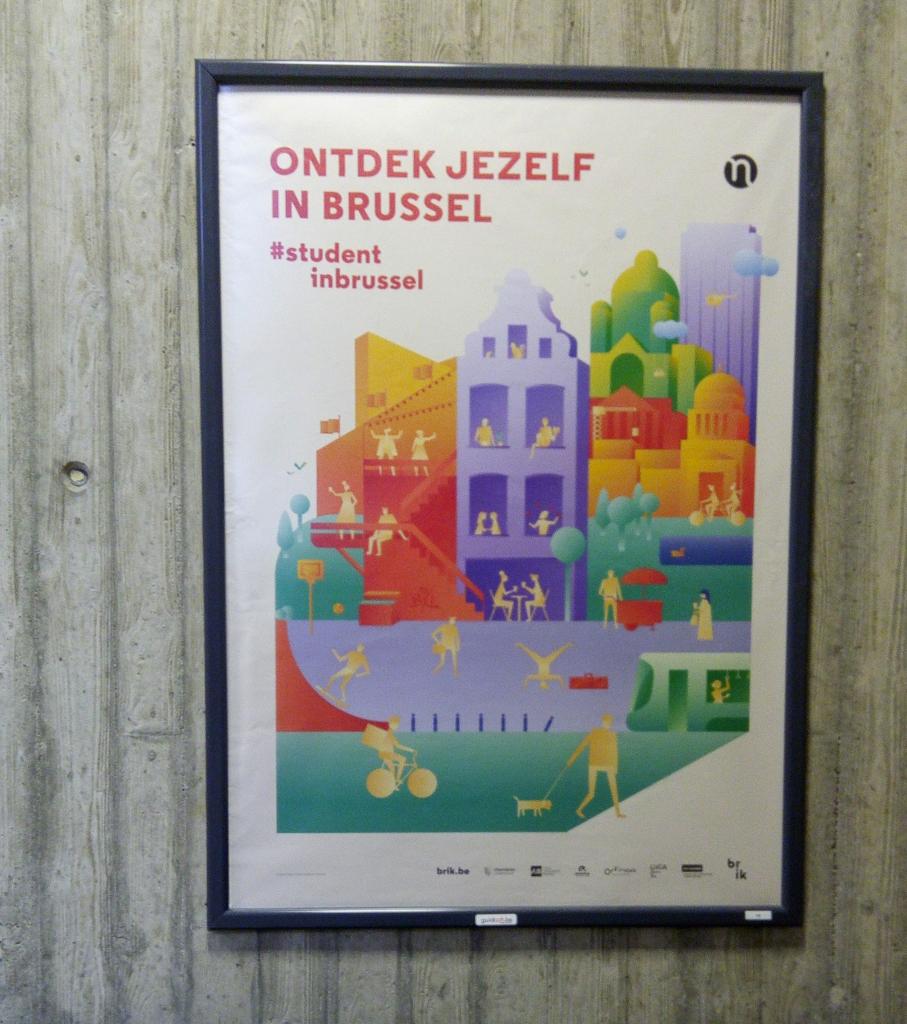 ONTDEK JEZELF
IN BRUSSEL
n
#student
inbrussel
brik.be
br
ik